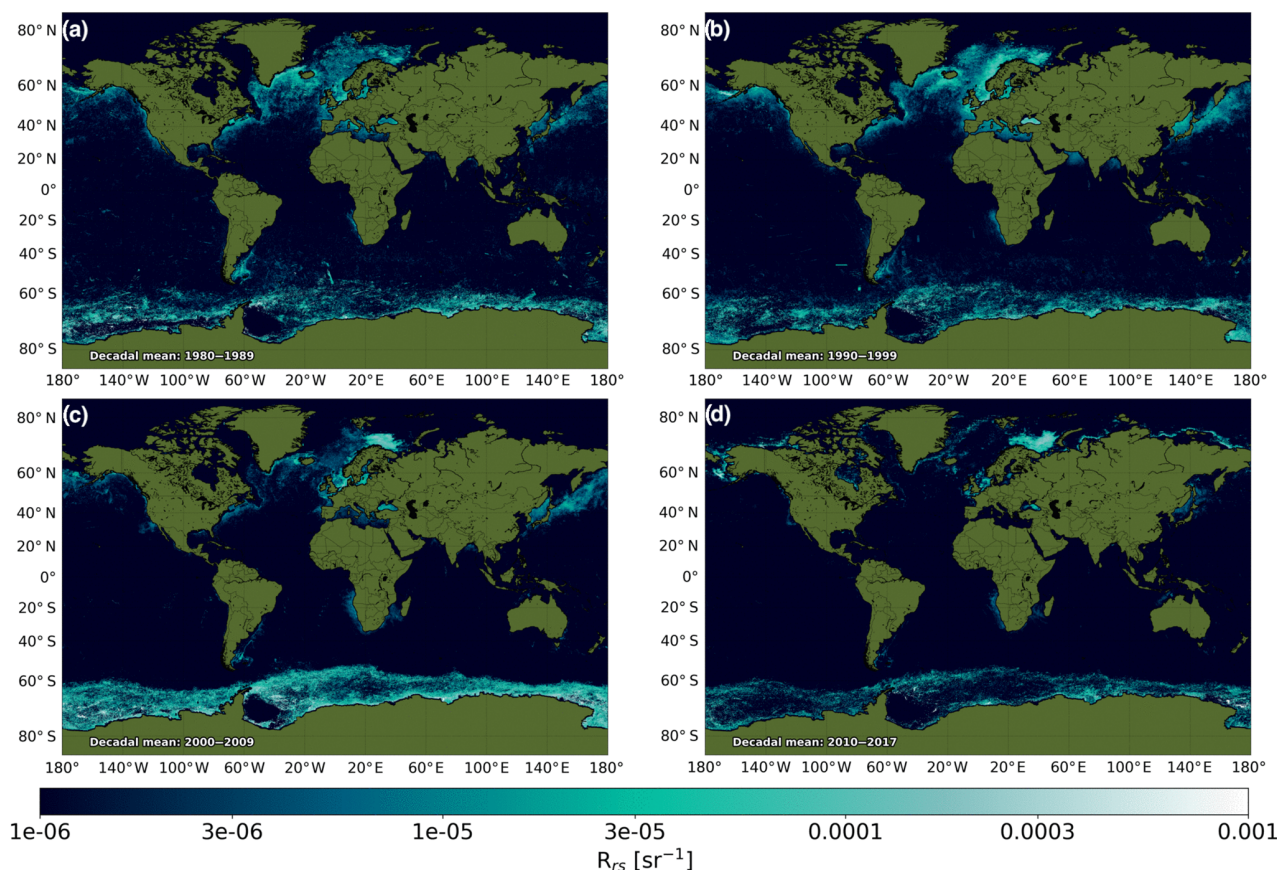 (a)
80° N
60° N
40° N
20° N
0°
20° S
40° S
60° S
80° S
Decadal mean: 1980−1989
180° 140° W 100° W 60° W 20° W 20° E 60° E 100° E 140° E 180°
(b)
80° N
60° N
40° N
20° N
0°
20° S
40° S
60° S
80° S
Decadal mean: 1990−1999
180° 140° W 100° W 60° W 20° W 20° E 60° E 100° E 140° E 180°
(c)
80° N
60° N
40° N
20° N
0°
20° S
40° S
60° S
80° S
Decadal mean: 2000−2009
180° 140° W 100° W 60° W 20° W 20° E 60° E 100° E 140° E 180°
(d)
80° N
60° N
40° N
20° N
0°
20° S
40° S
60° S
80° S
Decadal mean: 2010−2017
180° 140° W 100° W 60° W 20° W 20° E 60° E 100° E 140° E 180°
1e-06 3e-06 1e-05 3e-05 0.0001 0.0003 0.001
Rrs [sr⁻¹]